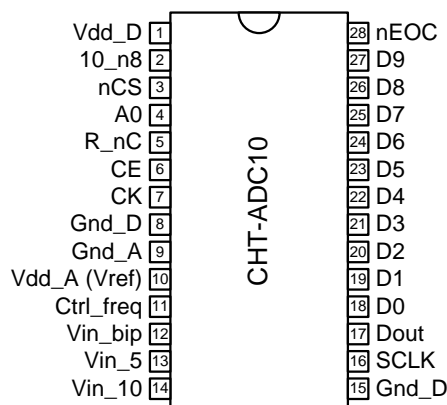 Vdd_D 1 28 nEOC
10_n8 2 27 D9
nCS 3 26 D8
A0 4 25 D7
R_nC 5 24 D6
CE 6 23 D5
CK 7 22 D4
Gnd_D 8 21 D3
Gnd_A 9 20 D2
Vdd_A (Vref) 10 19 D1
Ctrl_freq 11 18 D0
Vin_bip 12 17 Dout
Vin_5 13 16 SCLK
Vin_10 14 15 Gnd_D
CHT-ADC10